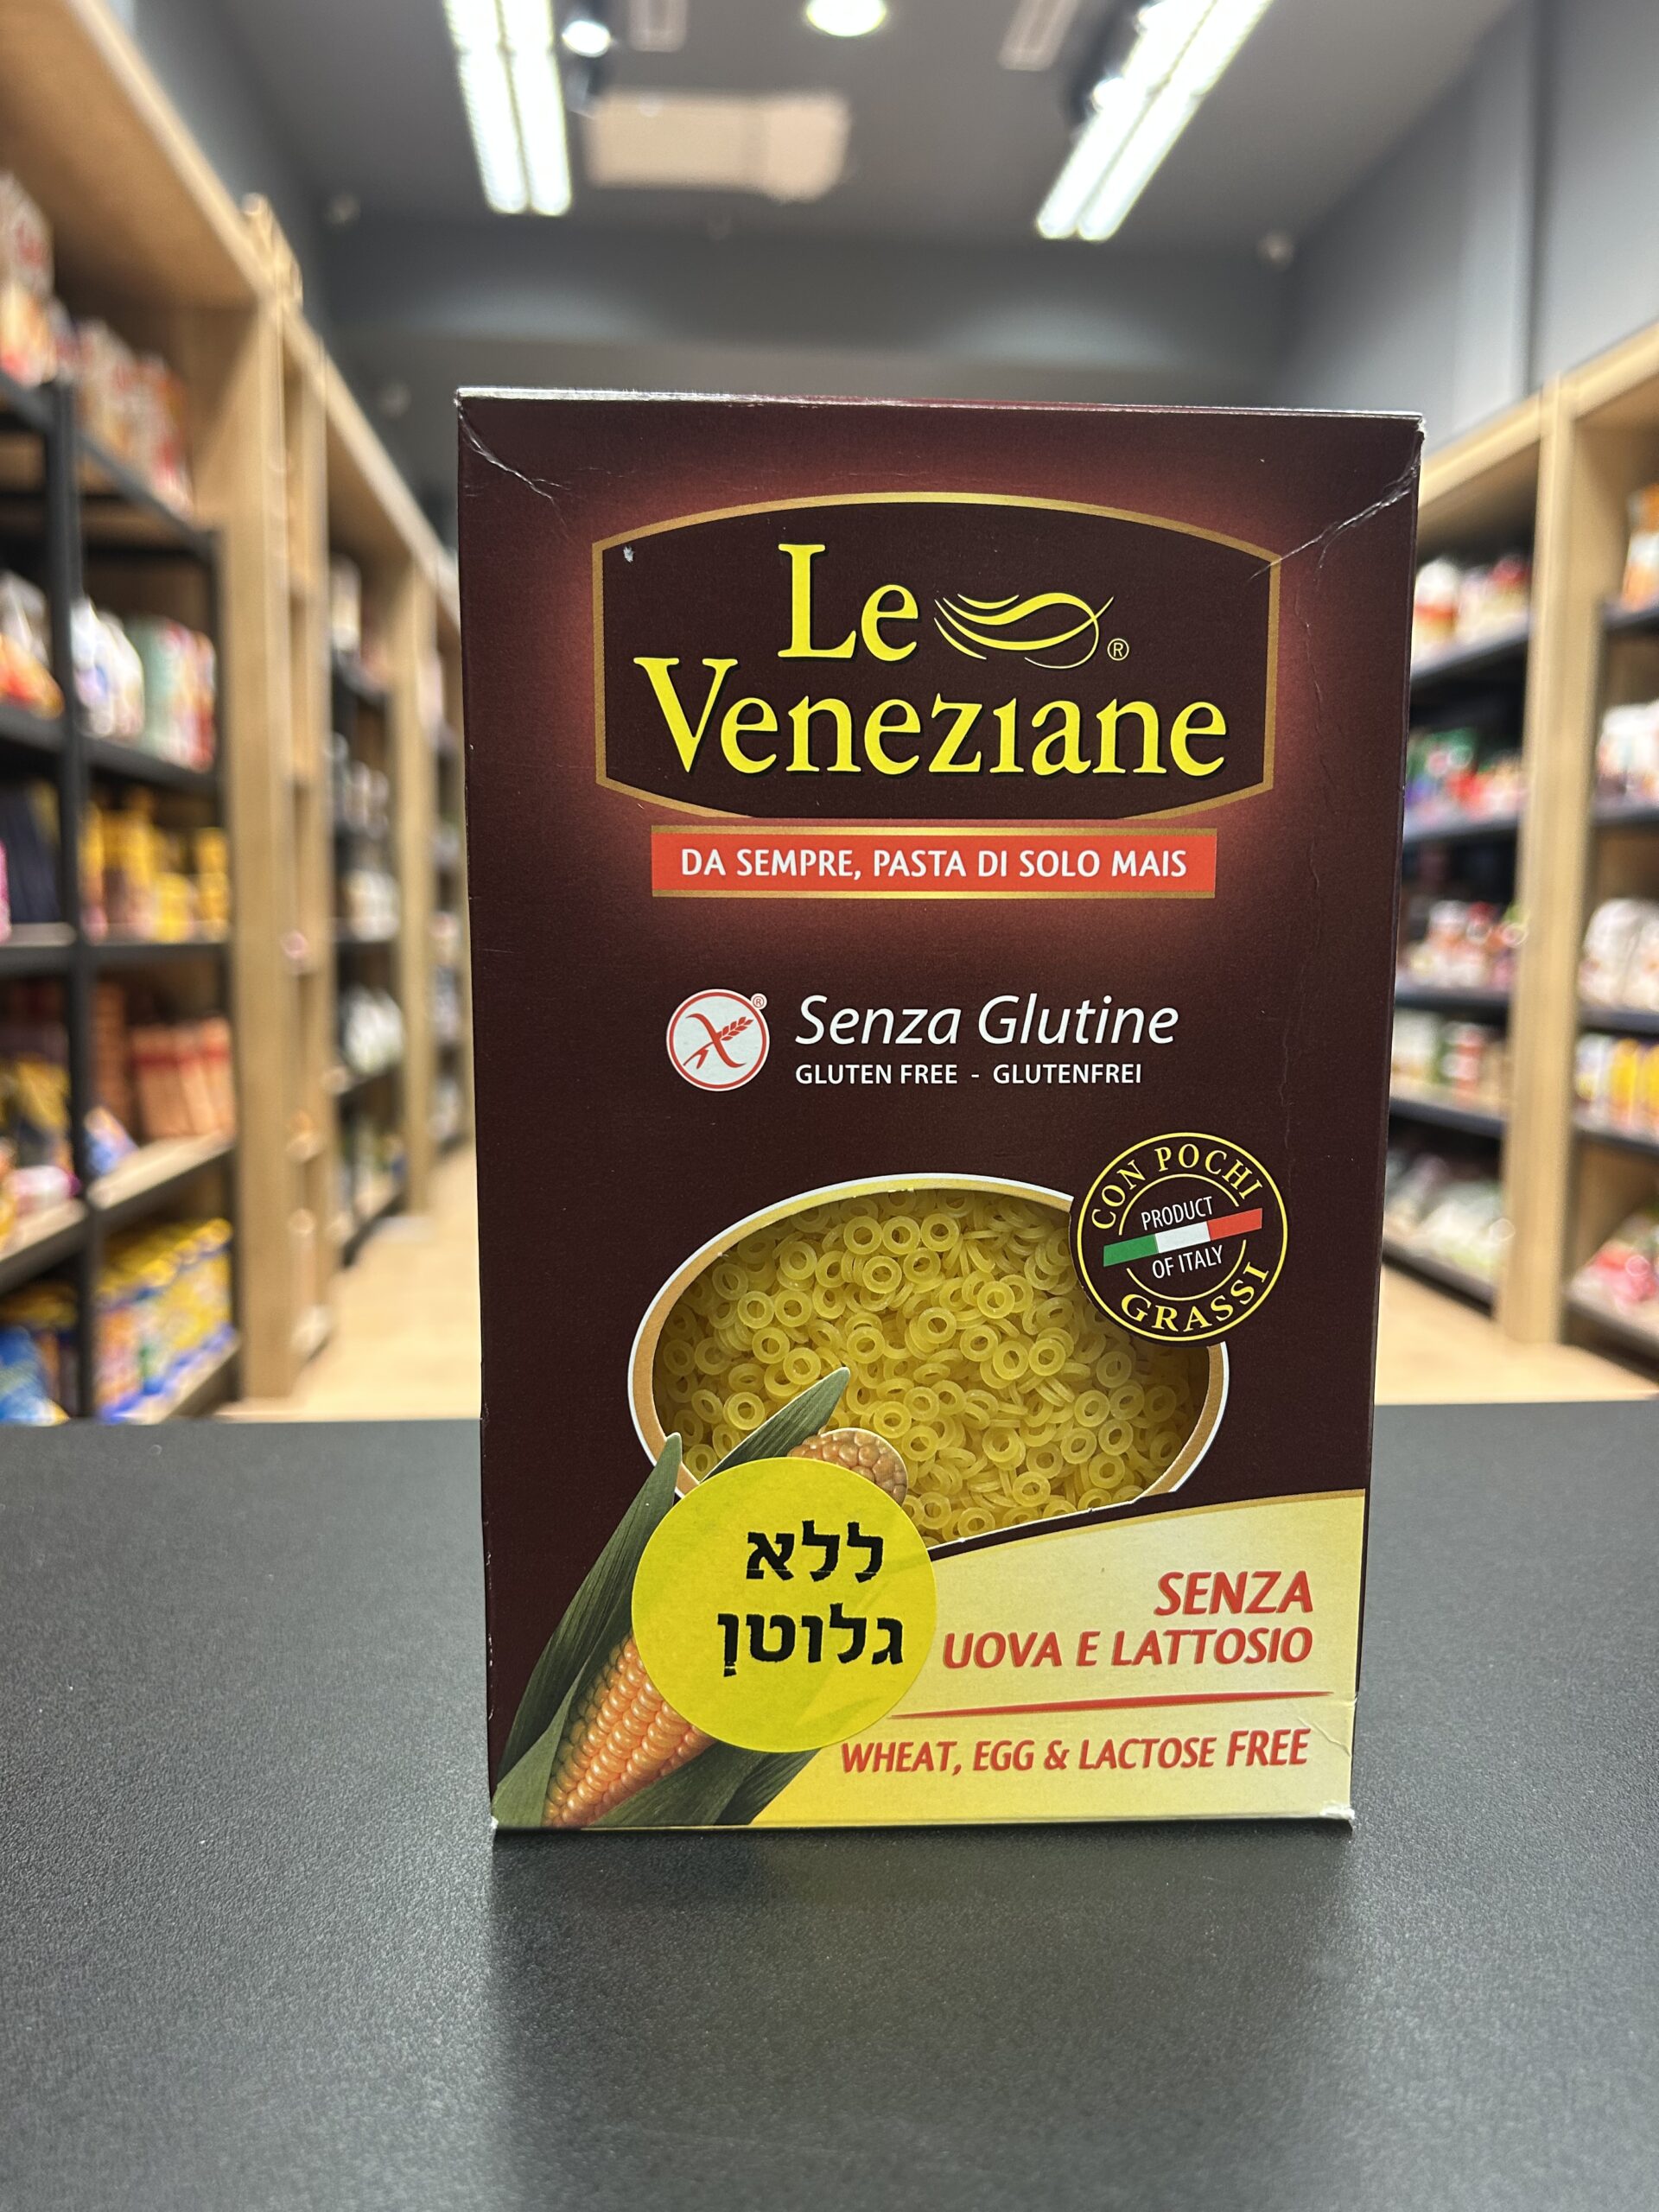 Le ®
Veneziane
DA SEMPRE, PASTA DI SOLO MAIS
®
Senza Glutine
GLUTEN FREE - GLUTENFREI
CON POCHI
PRODUCT
OF ITALY
GRASSI
ללא
גלוטן
SENZA
UOVA E LATTOSIO
WHEAT, EGG & LACTOSE FREE